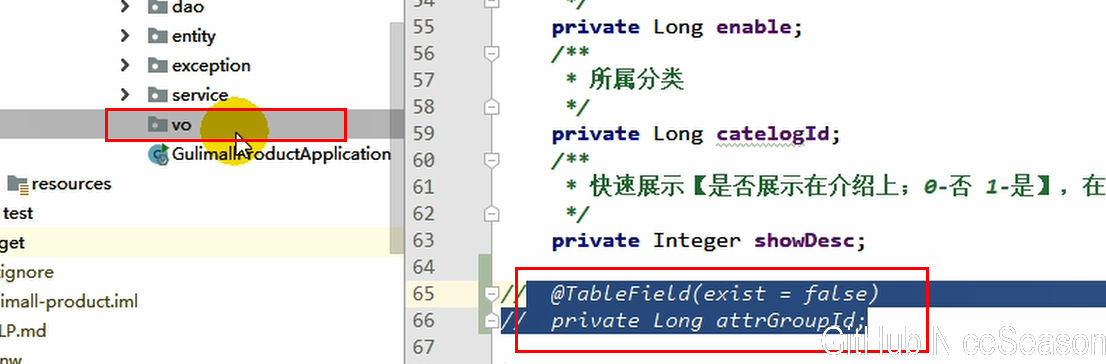 dao
entity
exception
service
vo
GulimallProductApplication
resources
test
get
ignore
imall-product.iml
LP.md
54
*/
55 private Long enable;
56 /**
57 * 所属分类
58 */
59 private Long catelogId;
60 /**
61 * 快速展示【是否展示在介绍上；0-否 1-是】，在
62 */
63 private Integer showDesc;
64
65 // @TableField(exist = false)
66 // private Long attrGroupId;
67
GitHub NiceSeason